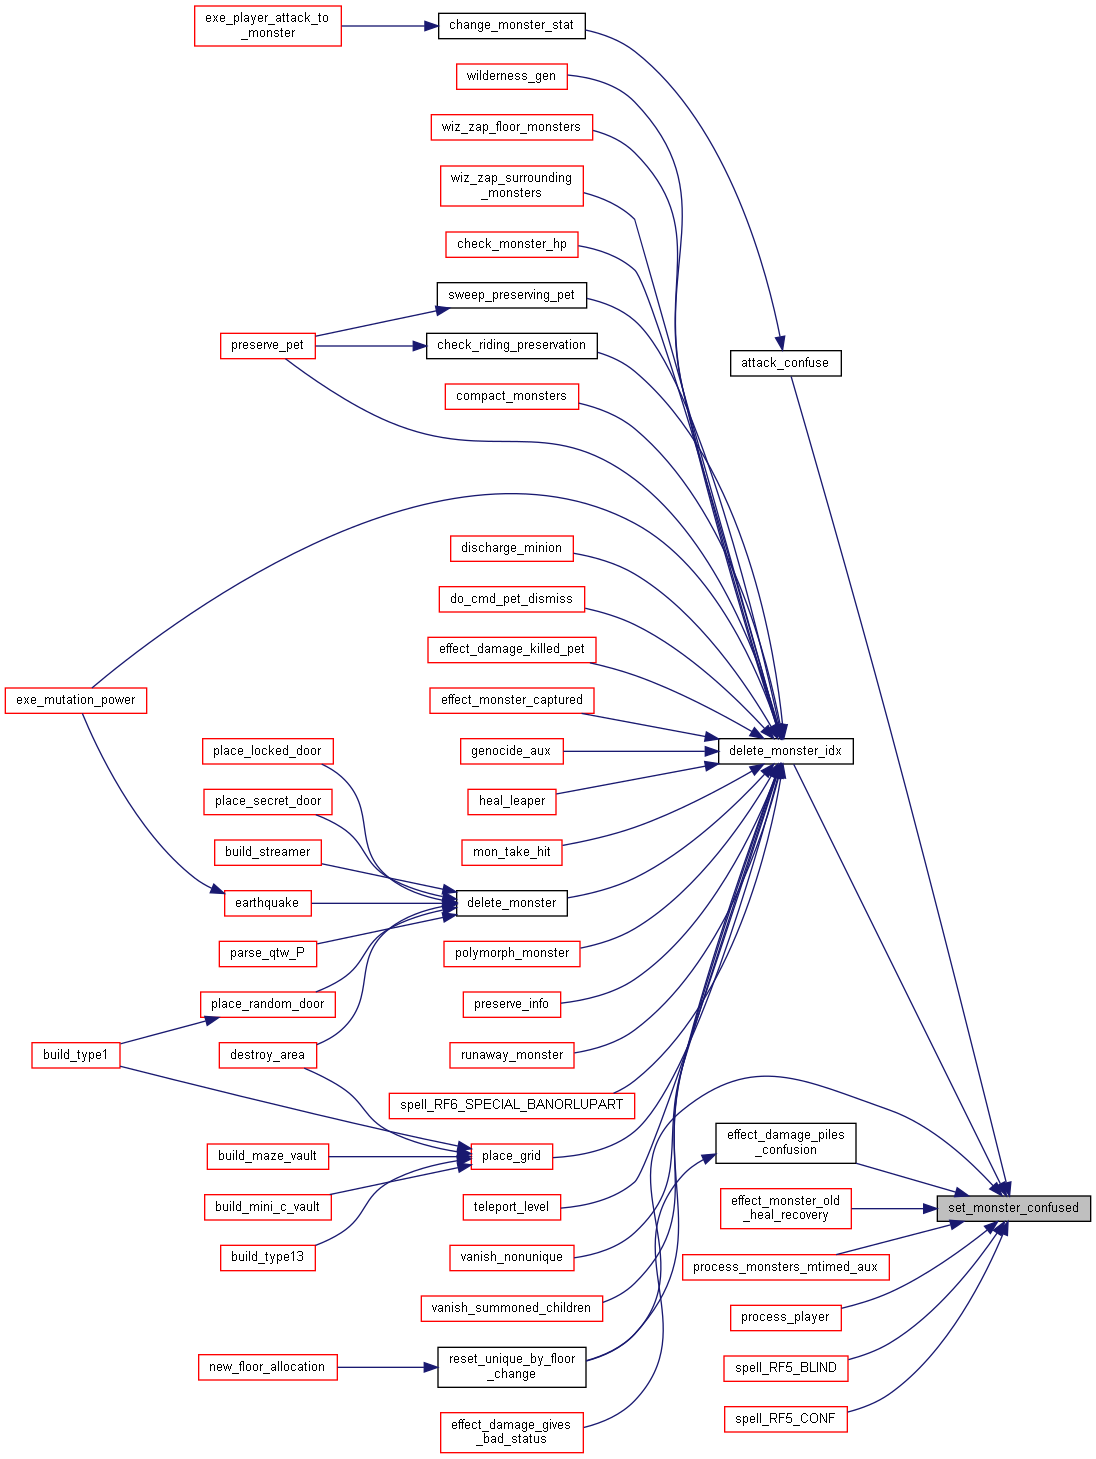 exe_player_attack_to
_monster
change_monster_stat
wilderness_gen
wiz_zap_floor_monsters
wiz_zap_surrounding
_monsters
check_monster_hp
sweep_preserving_pet
preserve_pet
check_riding_preservation
attack_confuse
compact_monsters
discharge_minion
do_cmd_pet_dismiss
effect_damage_killed_pet
exe_mutation_power
effect_monster_captured
place_locked_door
genocide_aux
delete_monster_idx
place_secret_door
heal_leaper
build_streamer
mon_take_hit
earthquake
delete_monster
parse_qtw_P
polymorph_monster
place_random_door
preserve_info
build_type1
destroy_area
runaway_monster
spell_RF6_SPECIAL_BANORLUPART
effect_damage_piles
_confusion
build_maze_vault
place_grid
build_mini_c_vault
teleport_level
effect_monster_old
_heal_recovery
set_monster_confused
build_type13
vanish_nonunique
process_monsters_mtimed_aux
vanish_summoned_children
process_player
new_floor_allocation
reset_unique_by_floor
_change
spell_RF5_BLIND
effect_damage_gives
_bad_status
spell_RF5_CONF